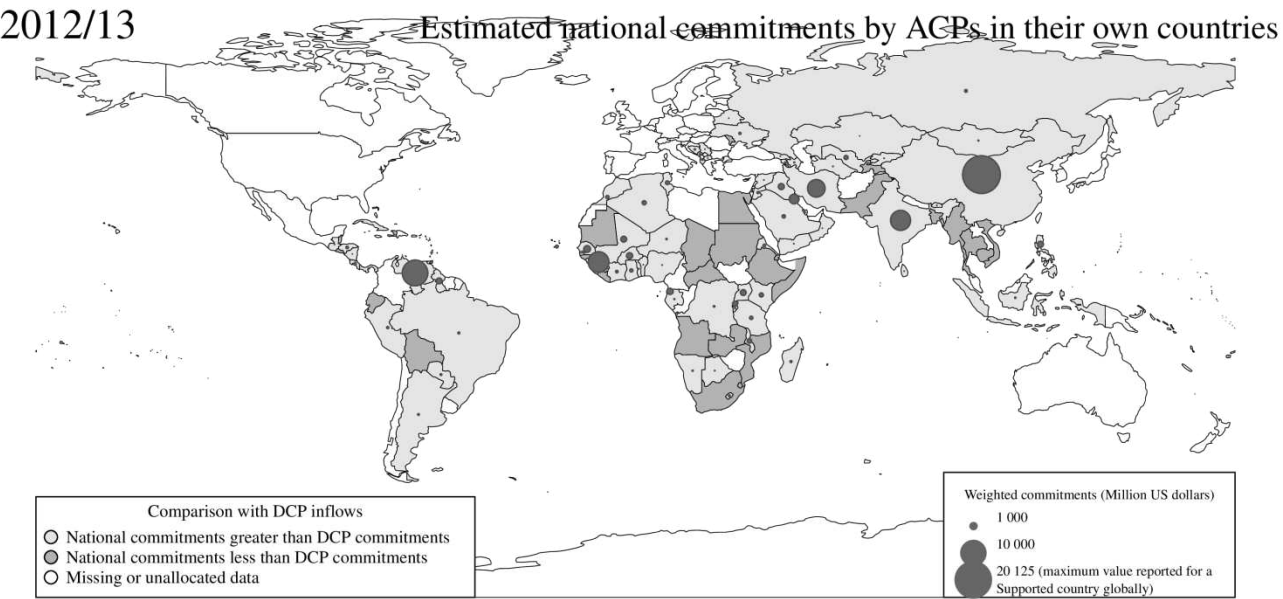 2012/13
Estimated national commitments by ACPs in their own countries
Comparison with DCP inflows
National commitments greater than DCP commitments
National commitments less than DCP commitments
Missing or unallocated data
Weighted commitments (Million US dollars)
1 000
10 000
20 125 (maximum value reported for a
Supported country globally)